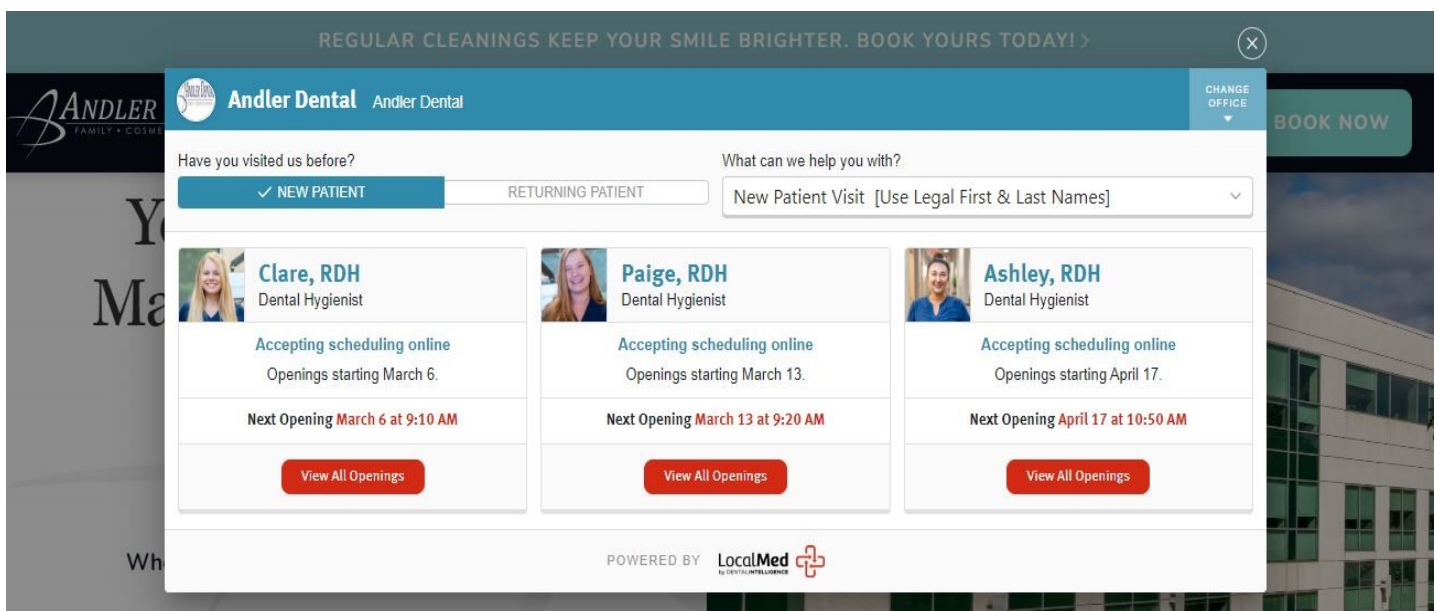 REGULAR CLEANINGS KEEP YOUR SMILE BRIGHTER. BOOK YOURS TODAY! >
ANDLER
FAMILY • COSME
BOOK NOW
Andler Dental Andler Dental
CHANGE
OFFICE
Have you visited us before?
NEW PATIENT
RETURNING PATIENT
What can we help you with?
New Patient Visit [Use Legal First & Last Names]
Ma
Clare, RDH
Dental Hygienist
Accepting scheduling online
Openings starting March 6.
Next Opening March 6 at 9:10 AM
View All Openings
Paige, RDH
Dental Hygienist
Accepting scheduling online
Openings starting March 13.
Next Opening March 13 at 9:20 AM
View All Openings
Ashley, RDH
Dental Hygienist
Accepting scheduling online
Openings starting April 17.
Next Opening April 17 at 10:50 AM
View All Openings
Wh
POWERED BY LocalMed
by DENTALINTELLIGENCE